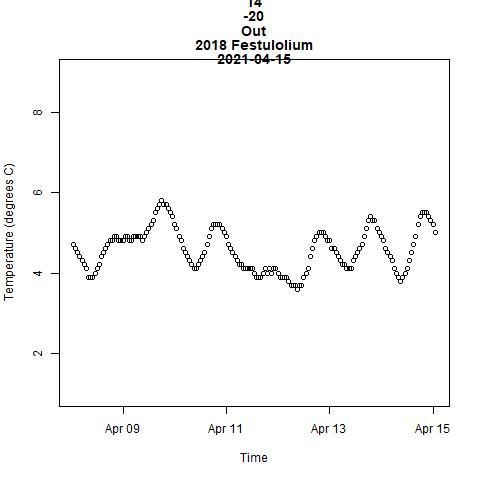 14
-20
Out
2018 Festulolium
2021-04-15
8
6
4
2
Temperature (degrees C)
Apr 09
Apr 11
Apr 13
Apr 15
Time